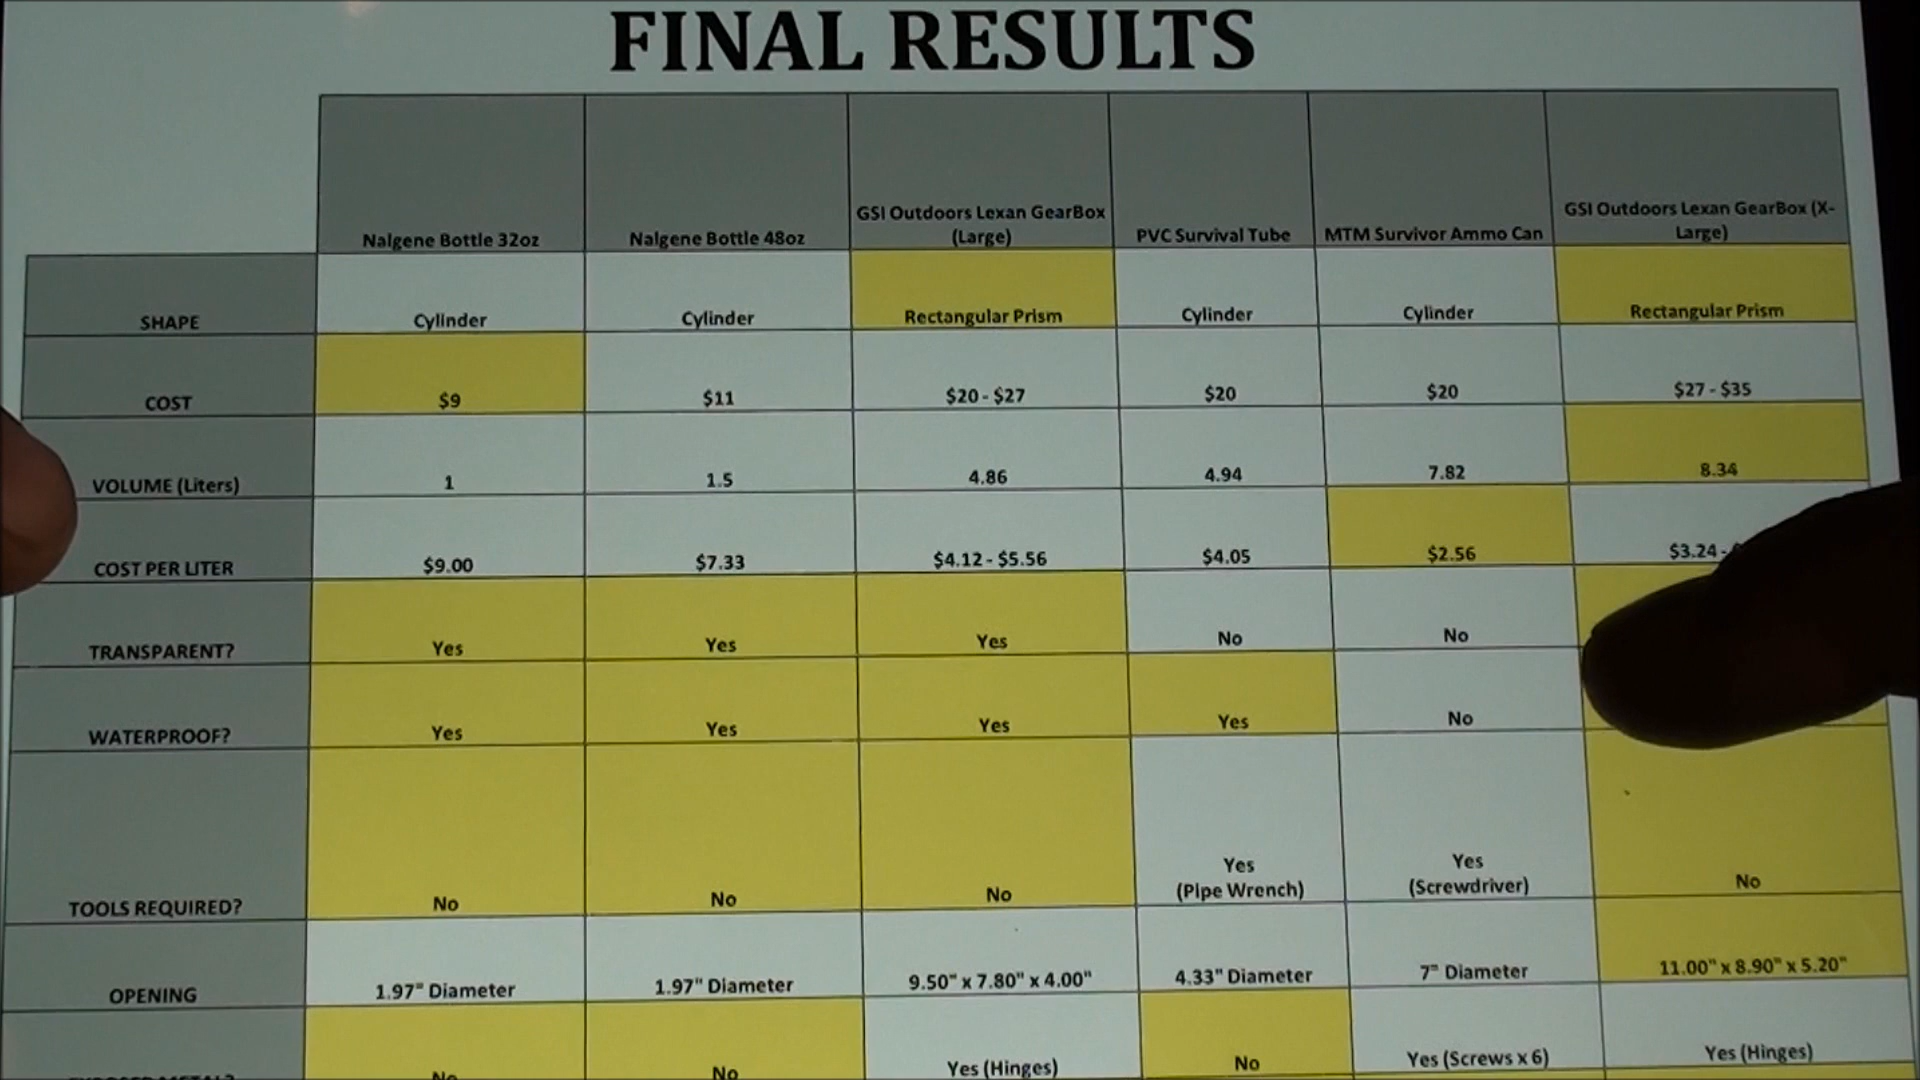 FINAL RESULTS
Nalgene Bottle 32oz
Nalgene Bottle 48oz
GSI Outdoors Lexan GearBox
(Large)
PVC Survival Tube
MTM Survivor Ammo Can
GSI Outdoors Lexan GearBox (X-
Large)
SHAPE Cylinder Cylinder Rectangular Prism Cylinder Cylinder Rectangular Prism
COST $9 $11 $20 - $27 $20 $20 $27 - $35
VOLUME (Liters) 1 1.5 4.86 4.94 7.82 8.34
COST PER LITER $9.00 $7.33 $4.12 - $5.56 $4.05 $2.56 $3.24 -
TRANSPARENT? Yes Yes Yes No No
WATERPROOF? Yes Yes Yes Yes No
TOOLS REQUIRED? No No No
Yes
(Pipe Wrench)
Yes
(Screwdriver)
No
OPENING 1.97" Diameter 1.97" Diameter 9.50" x 7.80" x 4.00" 4.33" Diameter 7" Diameter 11.00" x 8.90" x 5.20"
No No Yes (Hinges) No Yes (Screws x 6) Yes (Hinges)